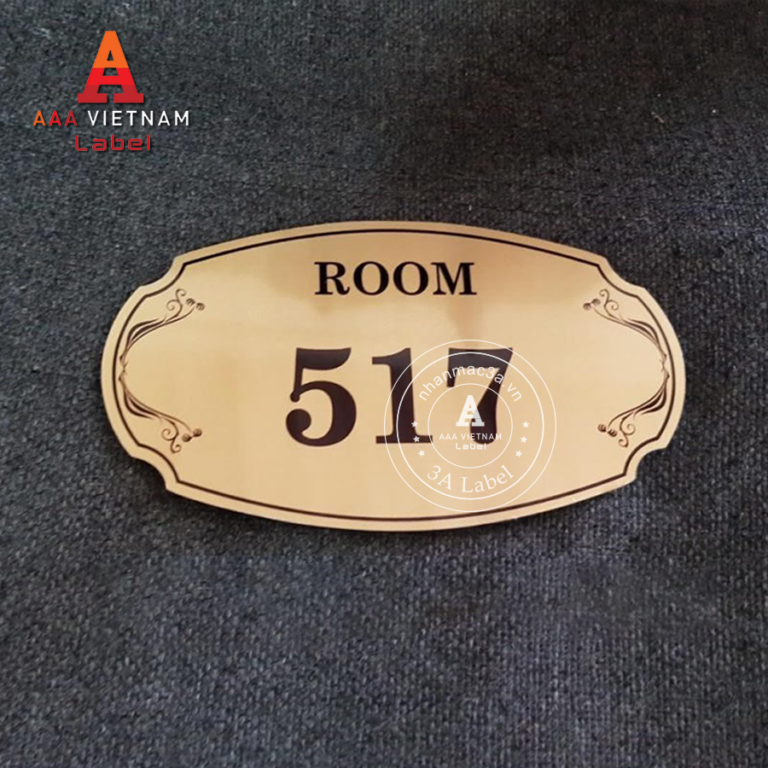 AAA VIETNAM
Label
ROOM
517
nhanmac3a.vn
AAA VIETNAM
Label
3A Label